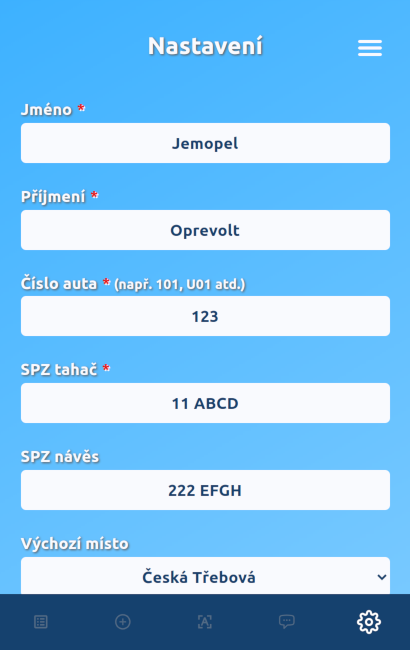 Nastavení
Jméno *
Jemopel
Příjmení *
Oprevolt
Číslo auta * (např. 101, U01 atd.)
123
SPZ tahač *
11 ABCD
SPZ návěs
222 EFGH
Výchozí místo
Česká Třebová